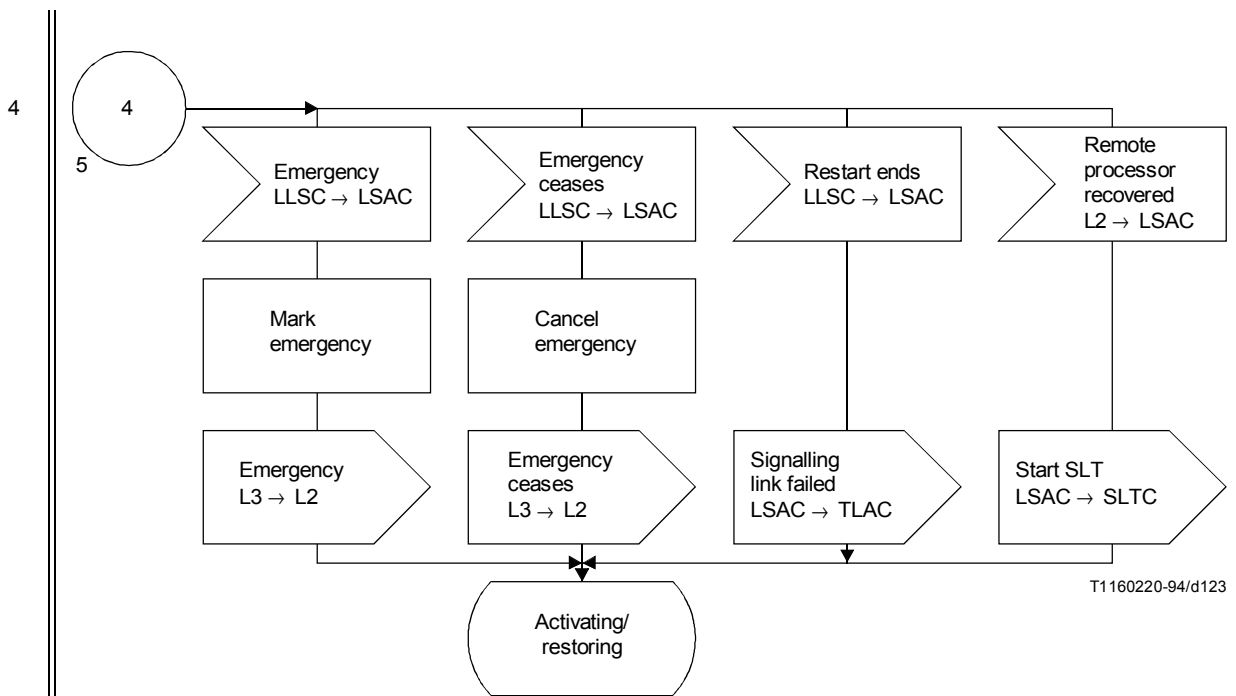 4
4
5
Emergency
LLSC → LSAC
Emergency
ceases
LLSC → LSAC
Restart ends
LLSC → LSAC
Remote
processor
recovered
L2 → LSAC
Mark
emergency
Cancel
emergency
Emergency
L3 → L2
Emergency
ceases
L3 → L2
Signalling
link failed
LSAC → TLAC
Start SLT
LSAC → SLTC
T1160220-94/d123
Activating/
restoring